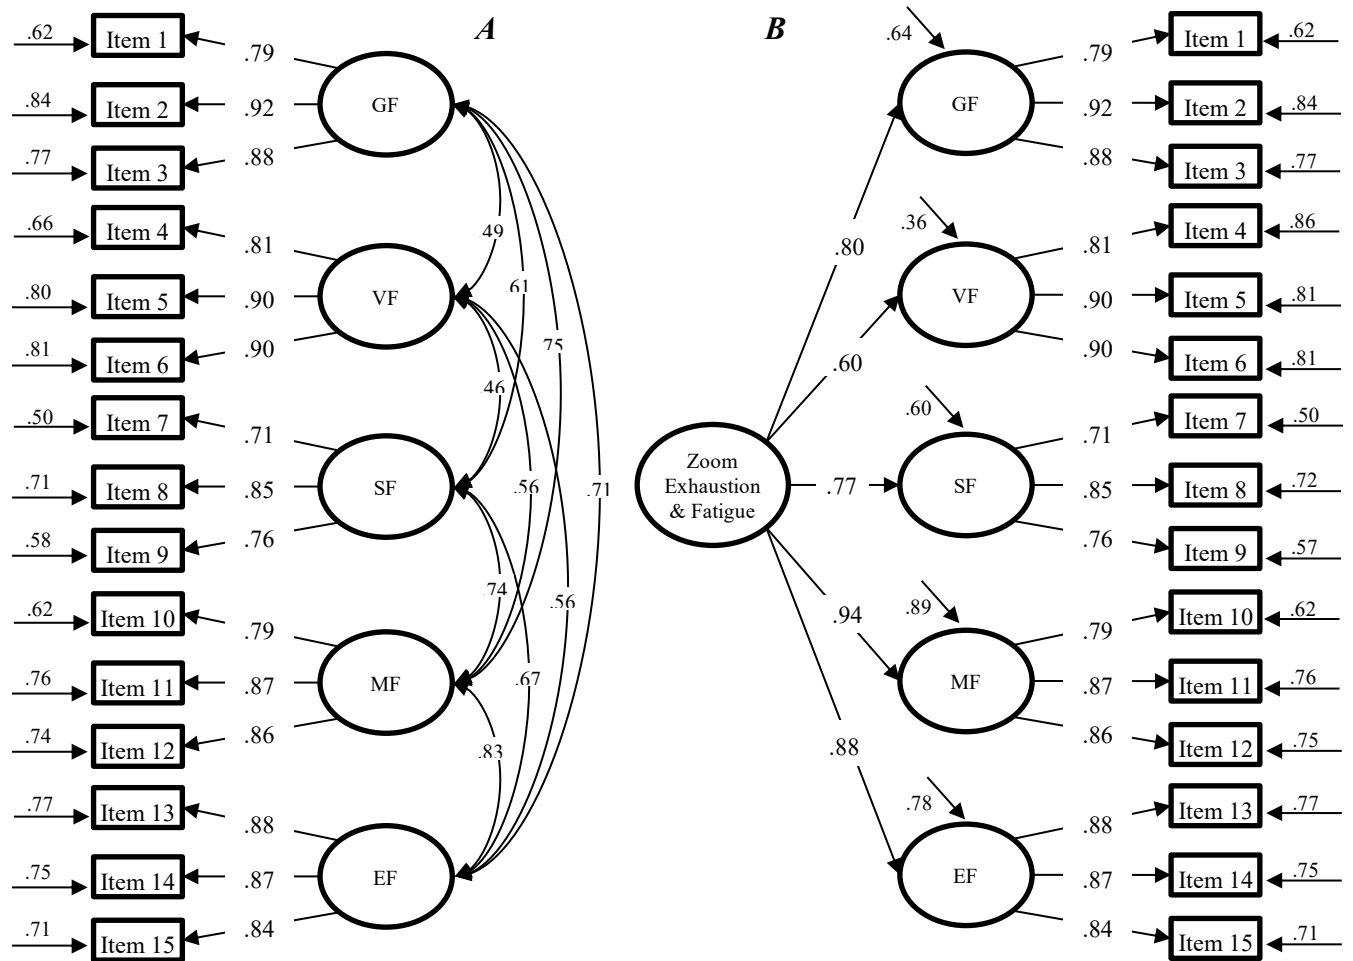 A
.62
Item 1
.79
.84
Item 2
.92
GF
.77
Item 3
.88
.66
Item 4
.81
.80
Item 5
.90
VF
.81
Item 6
.90
.50
Item 7
.71
.71
Item 8
.85
SF
.58
Item 9
.76
.62
Item 10
.79
.76
Item 11
.87
MF
.74
Item 12
.86
.77
Item 13
.88
.75
Item 14
.87
EF
.71
Item 15
.84
.49
.61
.75
.46
.56
.71
.74
.56
.67
.83
B
Zoom
Exhaustion
& Fatigue
.80
.60
.77
.94
.88
.64
GF
.79
Item 1
.62
.92
Item 2
.84
.88
Item 3
.77
.36
VF
.81
Item 4
.86
.90
Item 5
.81
.90
Item 6
.81
.60
SF
.71
Item 7
.50
.85
Item 8
.72
.76
Item 9
.57
.89
MF
.79
Item 10
.62
.87
Item 11
.76
.86
Item 12
.75
.78
EF
.88
Item 13
.77
.87
Item 14
.75
.84
Item 15
.71